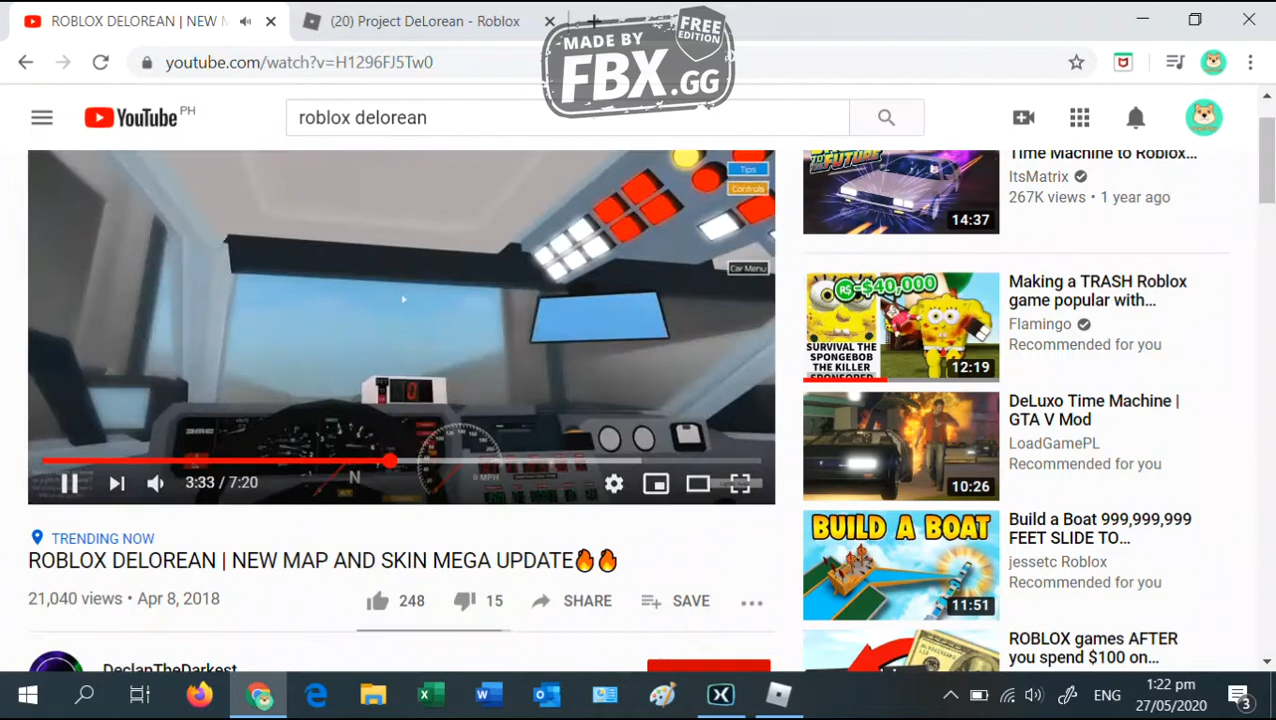 ROBLOX DELOREAN | NEW M
(20) Project DeLorean - Roblox
MADE BY
FREE
EDITION
FBX.GG
youtube.com/watch?v=H1296FJ5Tw0
YouTube PH
roblox delorean
Tips
Controls
Car Menu
0
N
0 MPH
3:33 / 7:20
TRENDING NOW
ROBLOX DELOREAN | NEW MAP AND SKIN MEGA UPDATE🔥🔥
21,040 views • Apr 8, 2018
248
15
SHARE
SAVE
DeclanTheDarkest
TO THE FUTURE
14:37
Time Machine to Roblox...
ItsMatrix
267K views • 1 year ago
R$-$40,000
SURVIVAL THE
SPONGEBOB
THE KILLER
SPONSORED
12:19
Making a TRASH Roblox
game popular with...
Flamingo
Recommended for you
10:26
DeLuxo Time Machine |
GTA V Mod
LoadGamePL
Recommended for you
BUILD A BOAT
11:51
Build a Boat 999,999,999
FEET SLIDE TO...
jessetc Roblox
Recommended for you
ROBLOX games AFTER
you spend $100 on...
ENG
1:22 pm
27/05/2020
3